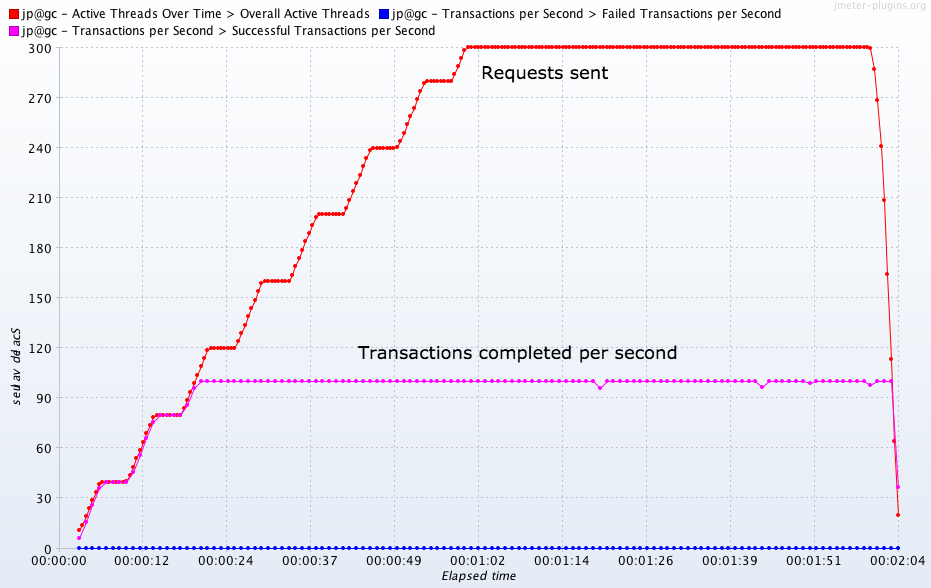 jmeter-plugins.org
jp@gc - Active Threads Over Time > Overall Active Threads jp@gc - Transactions per Second > Failed Transactions per Second
jp@gc - Transactions per Second > Successful Transactions per Second
300
Requests sent
270
240
210
180
150
120
Transactions completed per second
90
60
30
0
00:00:00 00:00:12 00:00:24 00:00:37 00:00:49 00:01:02 00:01:14 00:01:26 00:01:39 00:01:51 00:02:04
Elapsed time